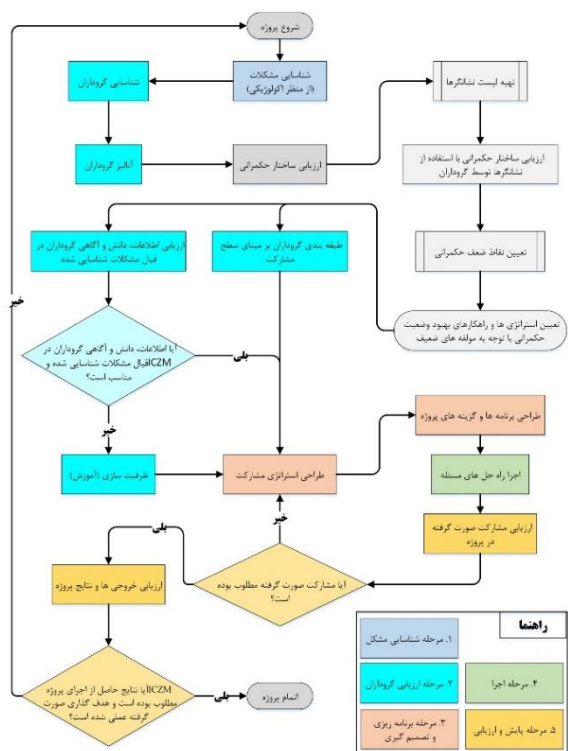 شروع پروژه
شناسایی مشکلات
(از منظر اکولوژیکی)
شناسایی گروداران
تهیه لیست نشانگرها
آنالیز گروداران
ارزیابی ساختار حکمرانی
ارزیابی ساختار حکمرانی با استفاده از
نشانگرها توسط گروداران
ارزیابی اطلاعات، دانش و آگاهی گروداران در
قبال مشکلات شناسایی شده
طبقه بندی گروداران بر مبنای سطح
مشارکت
تعیین نقاط ضعف حکمرانی
تعیین استراتژی ها و راهکارهای بهبود وضعیت
حکمرانی با توجه به مولفه های ضعیف
خیر
آیا اطلاعات، دانش و آگاهی گروداران در
ICZMقبال مشکلات شناسایی شده و
مناسب است؟
بلی
خیر
ظرفیت سازی (آموزش)
طراحی استراتژی مشارکت
طراحی برنامه ها و گزینه های پروژه
اجرا راه حل های مسئله
ارزیابی مشارکت صورت گرفته
در پروژه
خیر
آیا مشارکت صورت گرفته مطلوب بوده
است؟
بلی
ارزیابی خروجی ها و نتایج پروژه
ICZMآیا نتایج حاصل از اجرای پروژه
مطلوب بوده است و هدف گذاری صورت
گرفته عملی شده است؟
بلی
اتمام پروژه
راهنما
۱. مرحله شناسایی مشکل
۲. مرحله ارزیابی گروداران
۳. مرحله برنامه ریزی
و تصمیم گیری
۴. مرحله اجرا
۵. مرحله پایش و ارزیابی